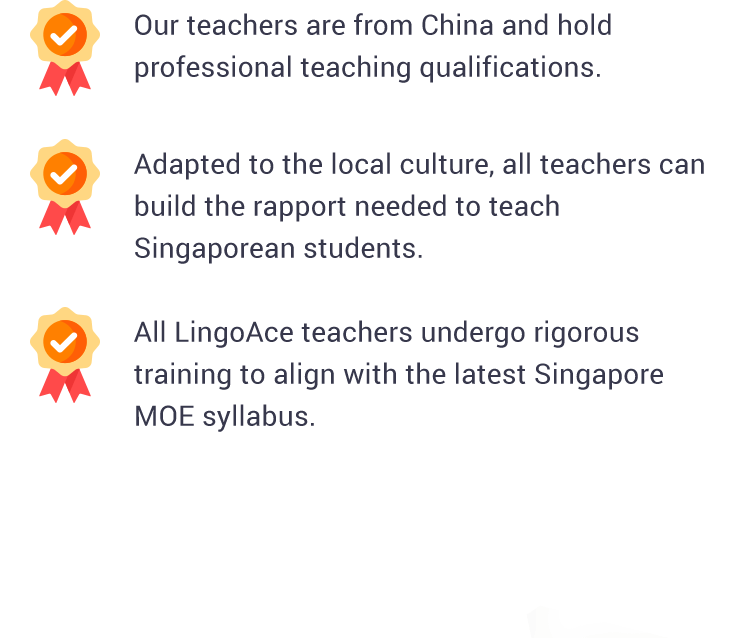 Our teachers are from China and hold
professional teaching qualifications.
Adapted to the local culture, all teachers can
build the rapport needed to teach
Singaporean students.
All LingoAce teachers undergo rigorous
training to align with the latest Singapore
MOE syllabus.